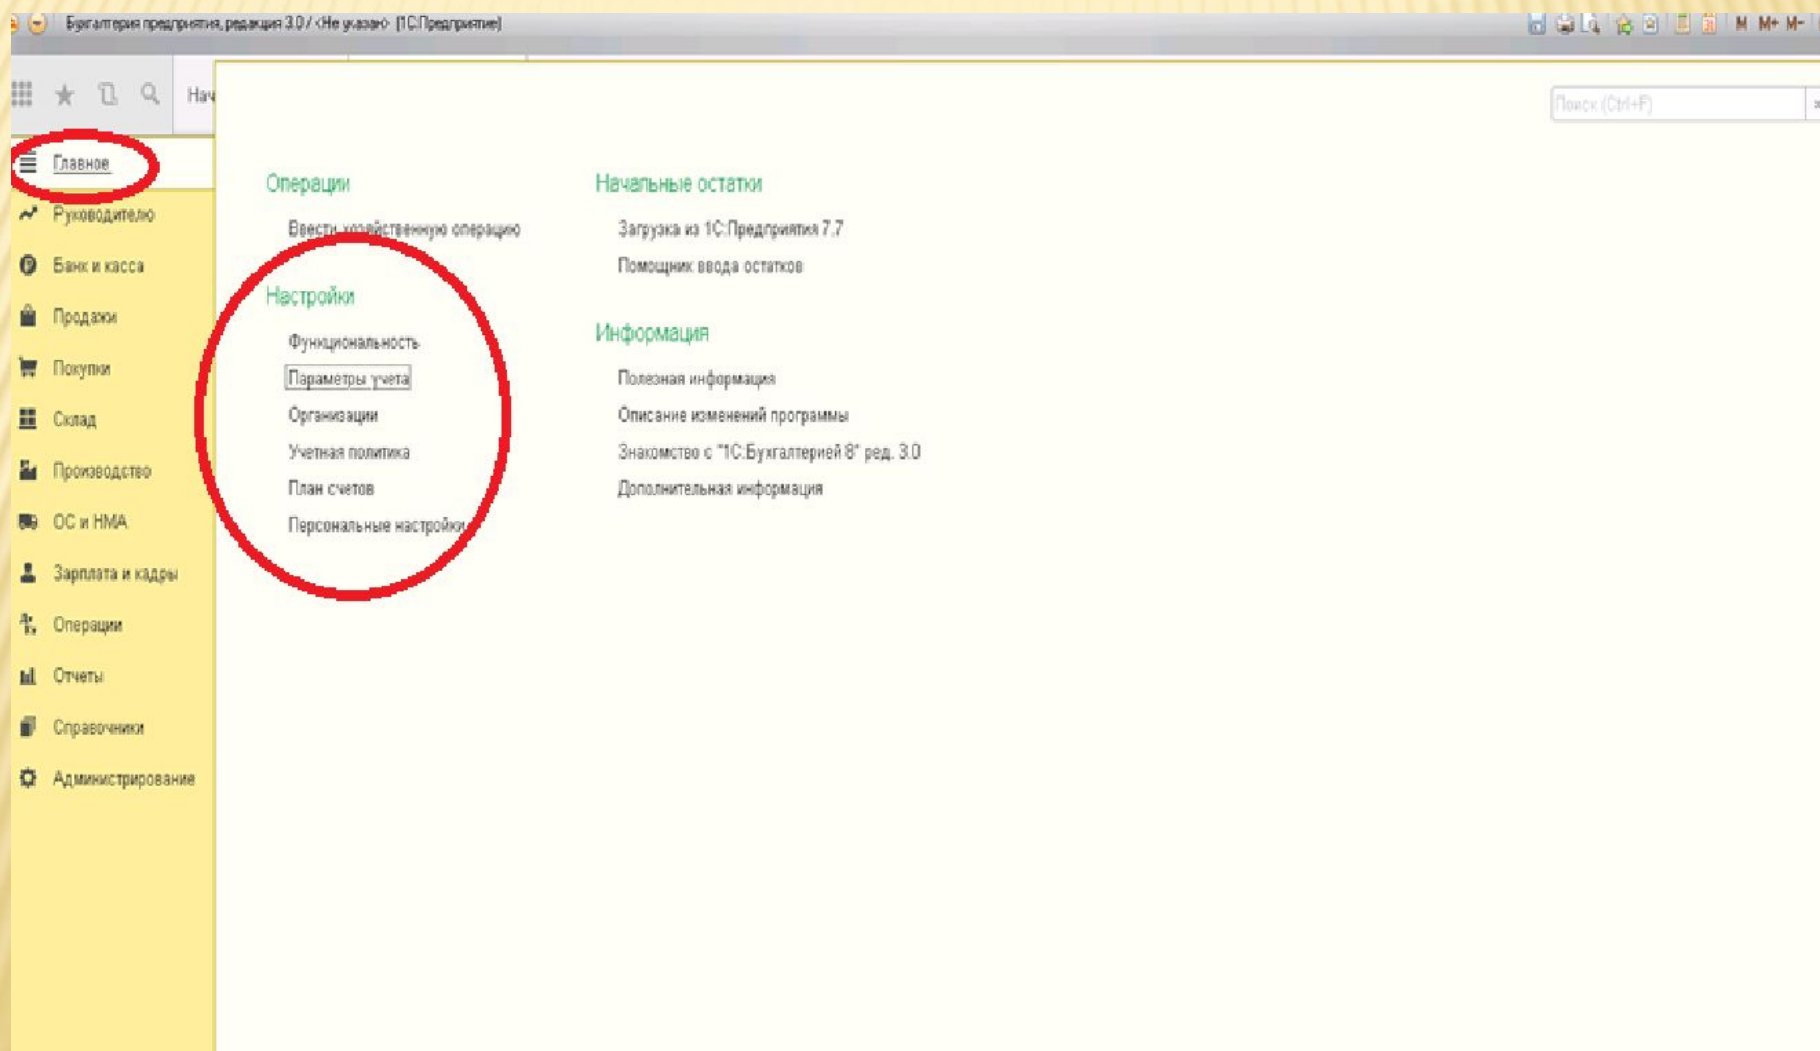 Бухгалтерия предприятия, редакция 3.0 / <Не указано> (1С:Предприятие)
M M+ M-
Нач
Поиск (Ctrl+F)
Главное
Руководителю
Банк и касса
Продажи
Покупки
Склад
Производство
ОС и НМА
Зарплата и кадры
Операции
Отчеты
Справочники
Администрирование
Операции
Ввести хозяйственную операцию
Настройки
Функциональность
Параметры учета
Организации
Учетная политика
План счетов
Персональные настройки
Начальные остатки
Загрузка из 1С:Предприятия 7.7
Помощник ввода остатков
Информация
Полезная информация
Описание изменений программы
Знакомство с "1С:Бухгалтерией 8" ред. 3.0
Дополнительная информация